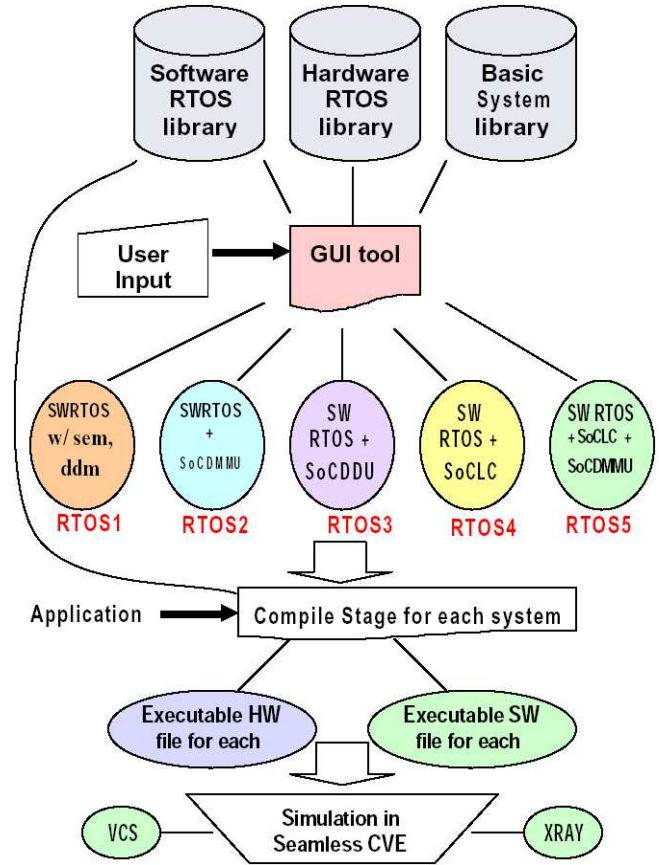 Software
RTOS
library
Hardware
RTOS
library
Basic
System
library
User
Input
GUI tool
SWRTOS
w/ sem,
ddm
RTOS1
SWRTOS
+
SoCDMMU
RTOS2
SW
RTOS +
SoCDDU
RTOS3
SW
RTOS +
SoCLC
RTOS4
SW RTOS
+ SoCLC +
SoCDMMU
RTOS5
Application
Compile Stage for each system
Executable HW
file for each
Executable SW
file for each
VCS
Simulation in
Seamless CVE
XRAY